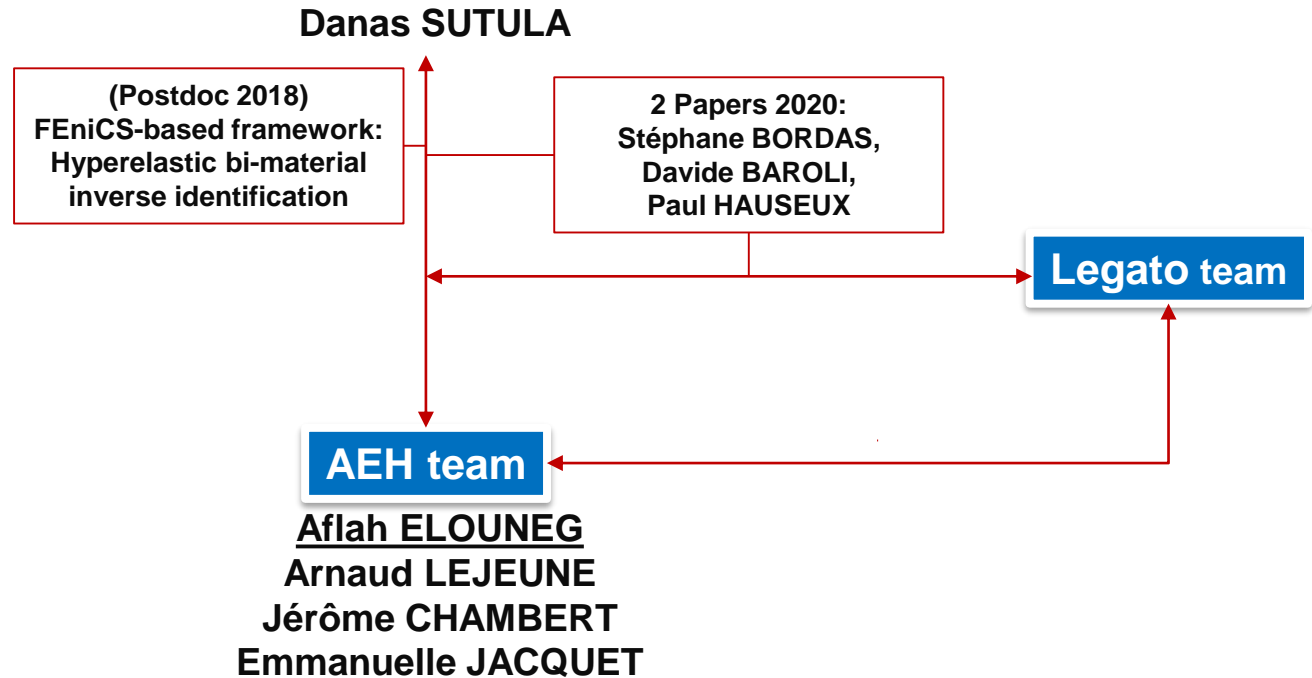 Danas SUTULA
(Postdoc 2018)
FEniCS-based framework:
Hyperelastic bi-material
inverse identification
2 Papers 2020:
Stéphane BORDAS,
Davide BAROLI,
Paul HAUSEUX
Legato team
AEH team
Aflah ELOUNEG
Arnaud LEJEUNE
Jérôme CHAMBERT
Emmanuelle JACQUET